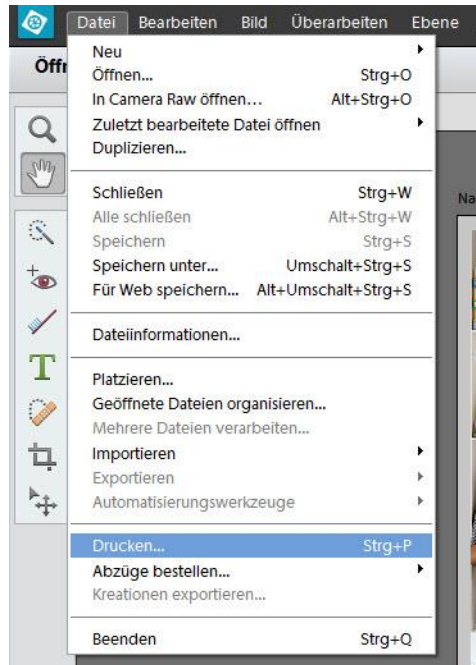 Datei Bearbeiten Bild Überarbeiten Ebene
Öff
Neu
Öffnen... Strg+O
In Camera Raw öffnen... Alt+Strg+O
Zuletzt bearbeitete Datei öffnen
Duplizieren...
Schließen Strg+W
Alle schließen Alt+Strg+W
Speichern Strg+S
Speichern unter... Umschalt+Strg+S
Für Web speichern... Alt+Umschalt+Strg+S
Na
Dateiinformationen...
T
Platzieren...
Geöffnete Dateien organisieren...
Mehrere Dateien verarbeiten...
Importieren
Exportieren
Automatisierungswerkzeuge
Drucken... Strg+P
Abzüge bestellen...
Kreationen exportieren...
Beenden Strg+Q